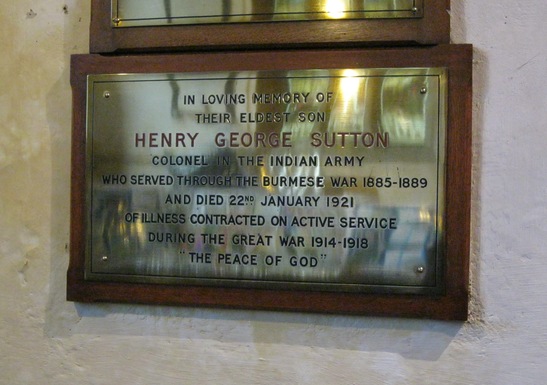 IN LOVING MEMORY OF
THEIR ELDEST SON
HENRY GEORGE SUTTON
COLONEL IN THE INDIAN ARMY
WHO SERVED THROUGH THE BURMESE WAR 1885-1889
AND DIED 22ND JANUARY 1921
OF ILLNESS CONTRACTED ON ACTIVE SERVICE
DURING THE GREAT WAR 1914-1918
"THE PEACE OF GOD"